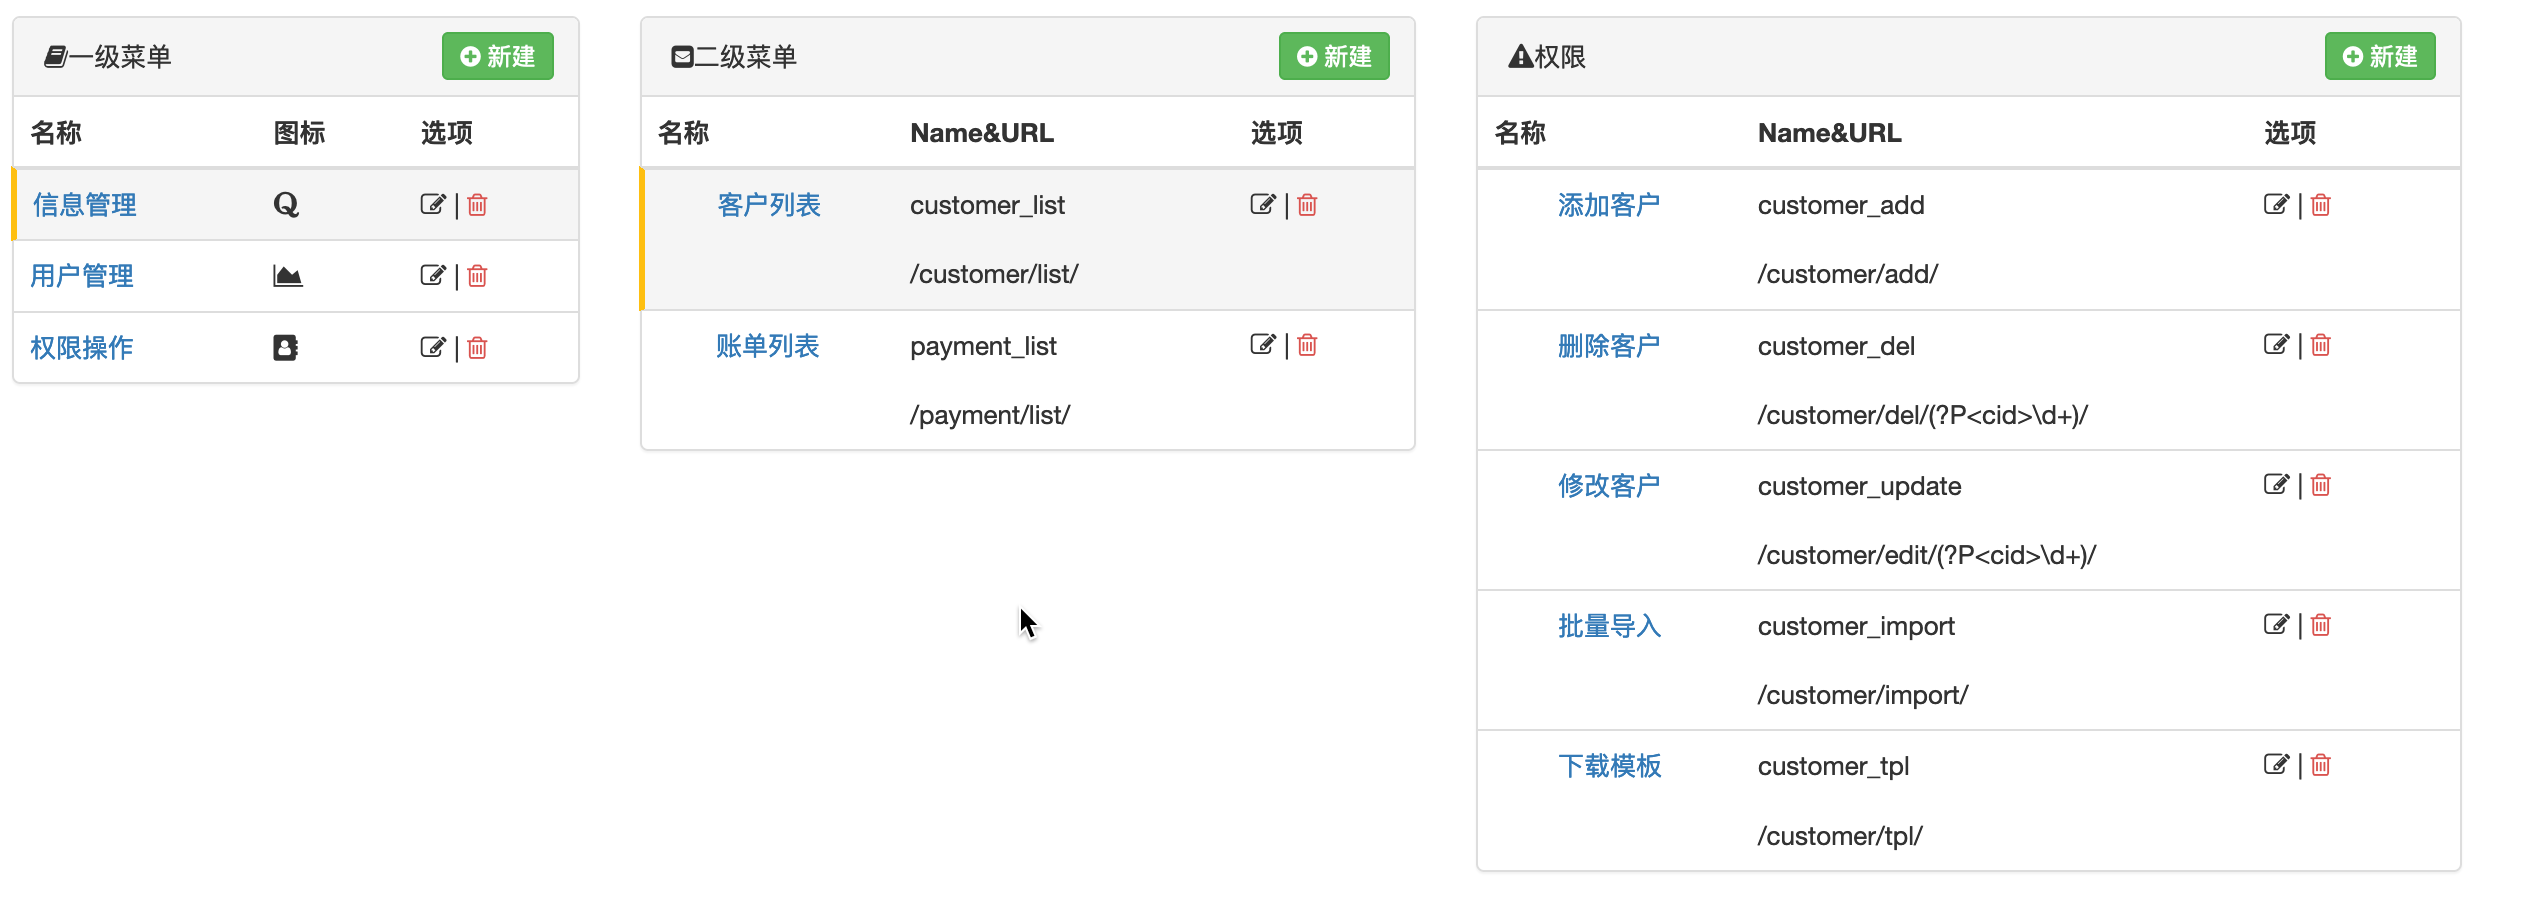 一级菜单 新建
名称 图标 选项
信息管理 |
用户管理 |
权限操作 |
二级菜单 新建
名称 Name&URL 选项
客户列表 customer_list |
/customer/list/
账单列表 payment_list |
/payment/list/
权限 新建
名称 Name&URL 选项
添加客户 customer_add |
/customer/add/
删除客户 customer_del |
/customer/del/(?P<cid>\d+)/
修改客户 customer_update |
/customer/edit/(?P<cid>\d+)/
批量导入 customer_import |
/customer/import/
下载模板 customer_tpl |
/customer/tpl/